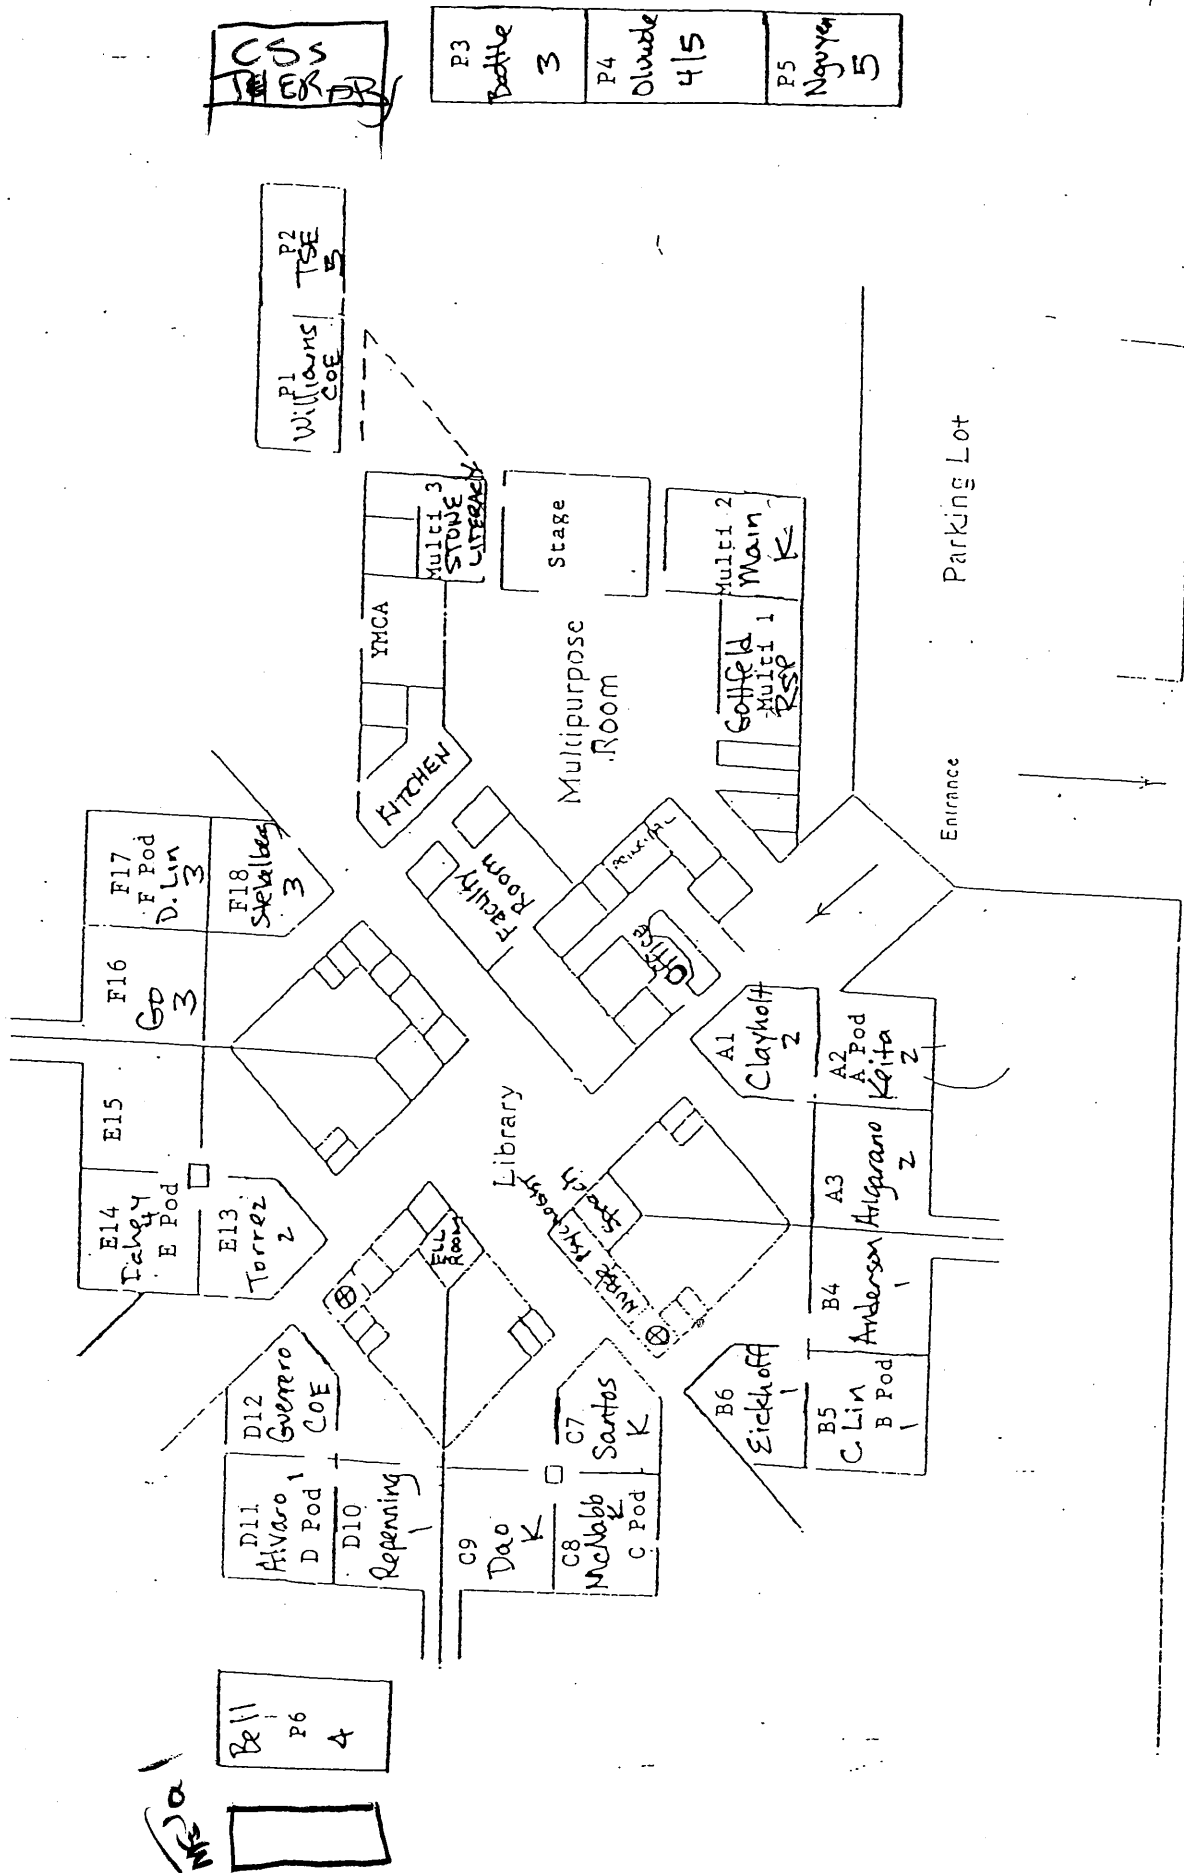 CSS
P3
3
P4
4/5
P5
Nguyen
5
P1
Williams
COE
P2
TSE
5
Multi 3
STONE
LITERACY
YMCA
KITCHEN
Stage
Multipurpose
Room
Multi 2
Main
K
Multi 1
RSP
Parking Lot
Entrance
F17
F Pod
D. Lin
3
F18
3
F16
Go
3
Faculty
Room
PRINCIPAL
OFFICE
E15
E14
Fahey
4
E Pod
E13
Torrez
2
Library
ELL
ROOM
PSYCHOLOGIST
NURSE
A1
Clayholt
2
A2
A Pod
Keita
2
A3
2
B4
Anderson
1
B6
Eickhoff
1
B5
C Lin
B Pod
1
D12
Guerrero
COE
D11
Alvaro
1
D Pod
D10
Repenning
1
C9
Dao
K
C7
Santos
K
C8
McNabb
K
C Pod
Bell
P6
4